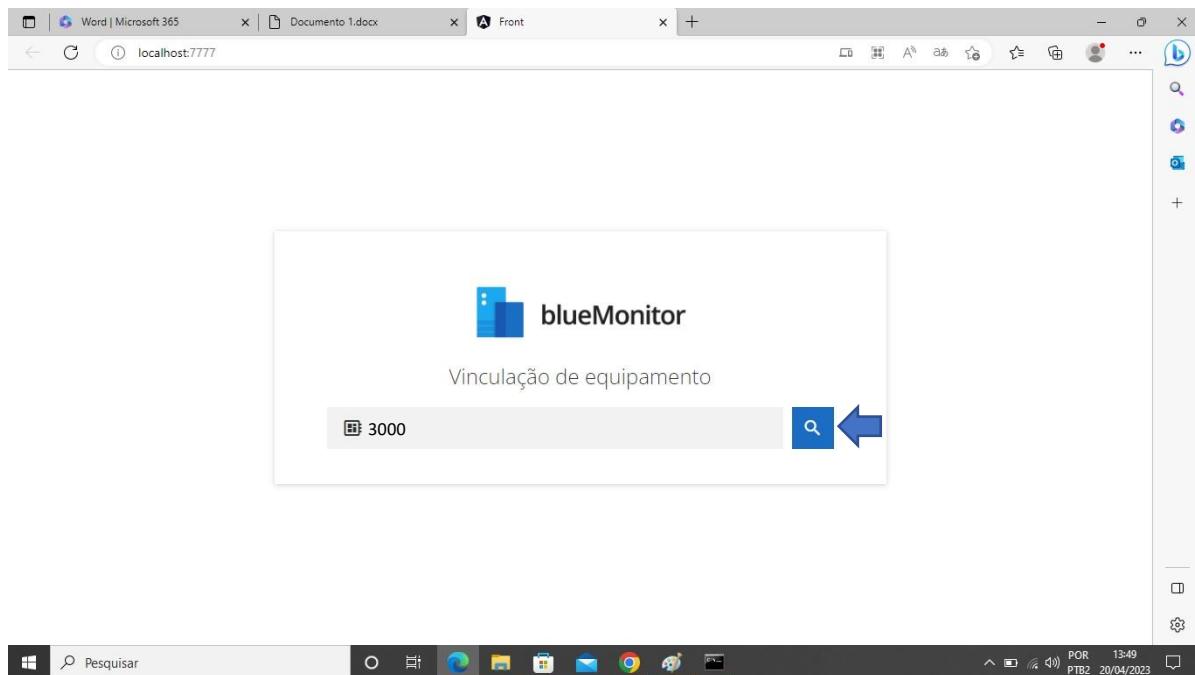 Word | Microsoft 365
Documento 1.docx
Front
localhost:7777
blueMonitor
Vinculação de equipamento
3000
Pesquisar
POR 13:49
PTB2 20/04/2023